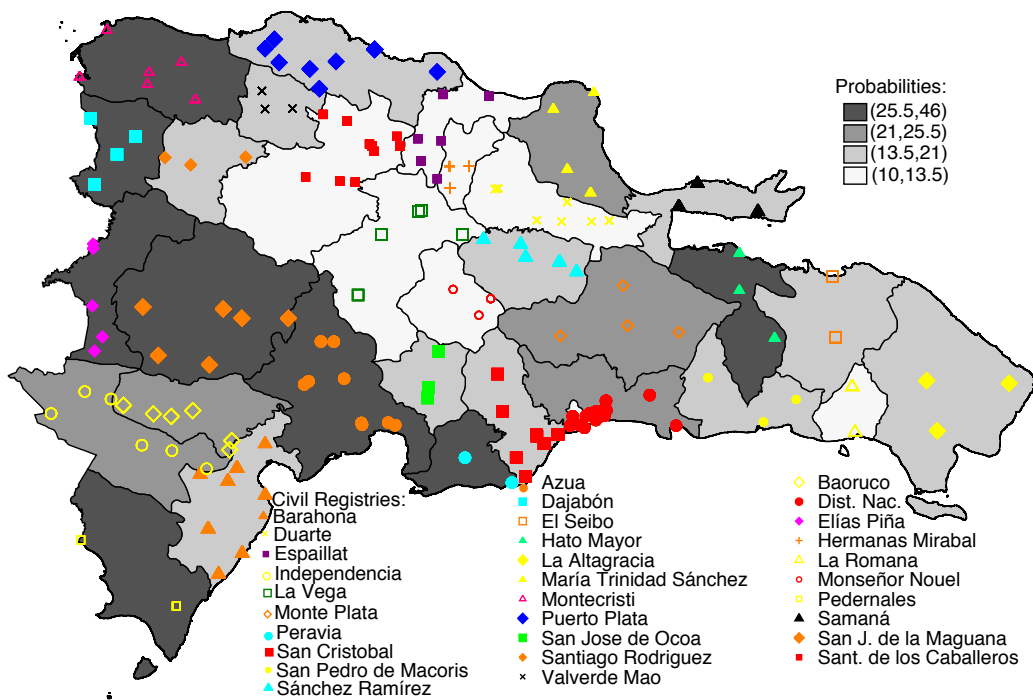 Probabilities:
(25.5,46)
(21,25.5)
(13.5,21)
(10,13.5)
Civil Registries:
Barahona
Duarte
Espaillat
Independencia
La Vega
Monte Plata
Peravia
San Cristobal
San Pedro de Macoris
Sánchez Ramírez
Azua
Dajabón
El Seibo
Hato Mayor
La Altagracia
María Trinidad Sánchez
Montecristi
Puerto Plata
San Jose de Ocoa
Santiago Rodriguez
Valverde Mao
Baoruco
Dist. Nac.
Elías Piña
Hermanas Mirabal
La Romana
Monseñor Nouel
Pedernales
Samaná
San J. de la Maguana
Sant. de los Caballeros